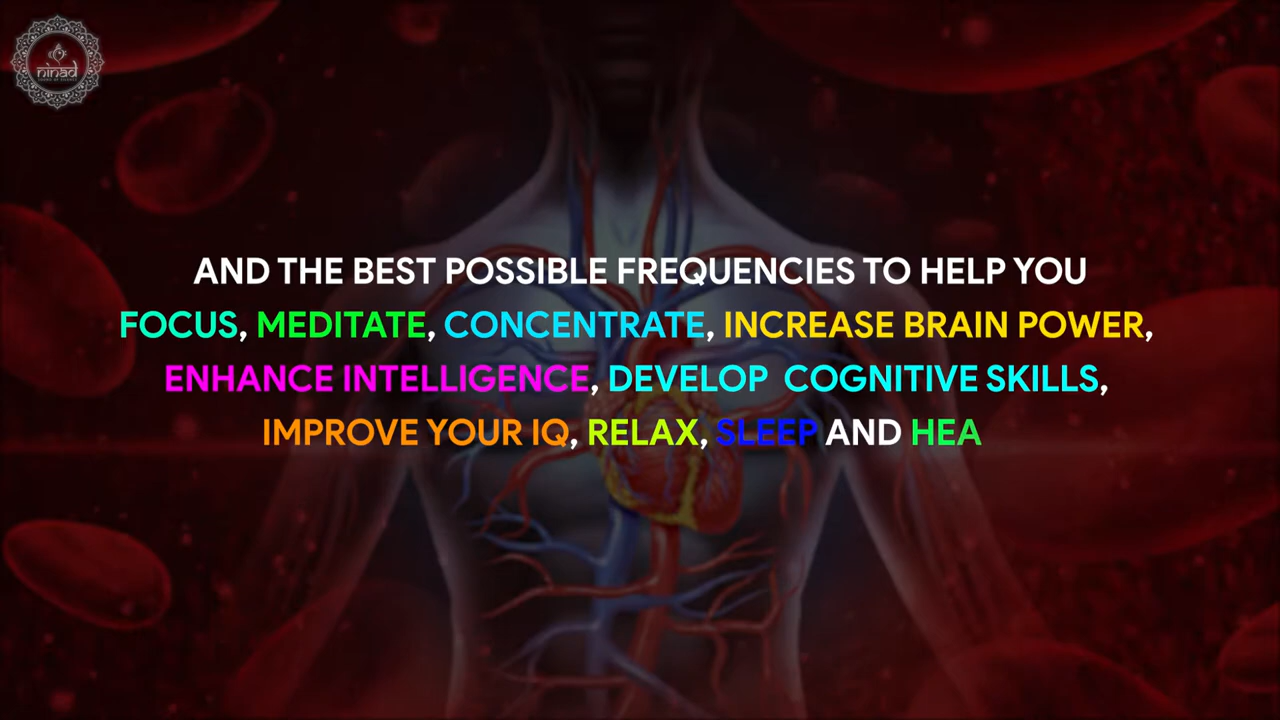 ninad
AND THE BEST POSSIBLE FREQUENCIES TO HELP YOU
FOCUS, MEDITATE, CONCENTRATE, INCREASE BRAIN POWER,
ENHANCE INTELLIGENCE, DEVELOP COGNITIVE SKILLS,
IMPROVE YOUR IQ, RELAX, SLEEP AND HEA